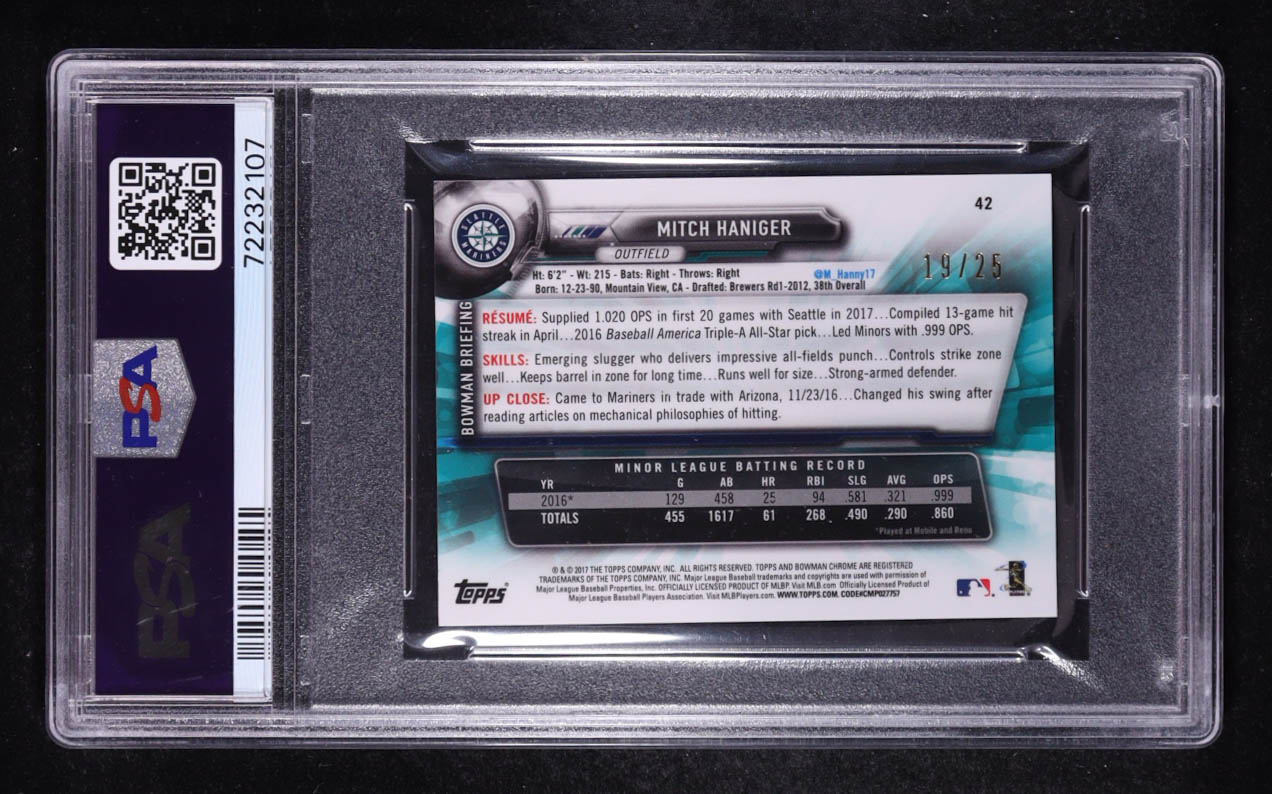 72232107
PSA
PSA
42
SEATTLE
MARINERS
MITCH HANIGER
OUTFIELD
19/25
Ht: 6'2" - Wt: 215 - Bats: Right - Throws: Right
@M_Hanny17
Born: 12-23-90, Mountain View, CA - Drafted: Brewers Rd1-2012, 38th Overall
BOWMAN BRIEFING
RÉSUMÉ: Supplied 1.020 OPS in first 20 games with Seattle in 2017...Compiled 13-game hit
streak in April...2016 Baseball America Triple-A All-Star pick...Led Minors with .999 OPS.
SKILLS: Emerging slugger who delivers impressive all-fields punch...Controls strike zone
well...Keeps barrel in zone for long time...Runs well for size...Strong-armed defender.
UP CLOSE: Came to Mariners in trade with Arizona, 11/23/16...Changed his swing after
reading articles on mechanical philosophies of hitting.
MINOR LEAGUE BATTING RECORD
YR G AB HR RBI SLG AVG OPS
2016* 129 458 25 94 .581 .321 .999
TOTALS 455 1617 61 268 .490 .290 .860
*Played at Mobile and Reno
® & © 2017 THE TOPPS COMPANY, INC. ALL RIGHTS RESERVED. TOPPS AND BOWMAN CHROME ARE REGISTERED
TRADEMARKS OF THE TOPPS COMPANY, INC. Major League Baseball trademarks and copyrights are used with permission of
Major League Baseball Properties, Inc. OFFICIALLY LICENSED PRODUCT OF MLBP. Visit MLB.com Officially Licensed Product of
Major League Baseball Players Association. Visit MLBPlayers.com. WWW.TOPPS.COM. CODE#CMP027757
Topps